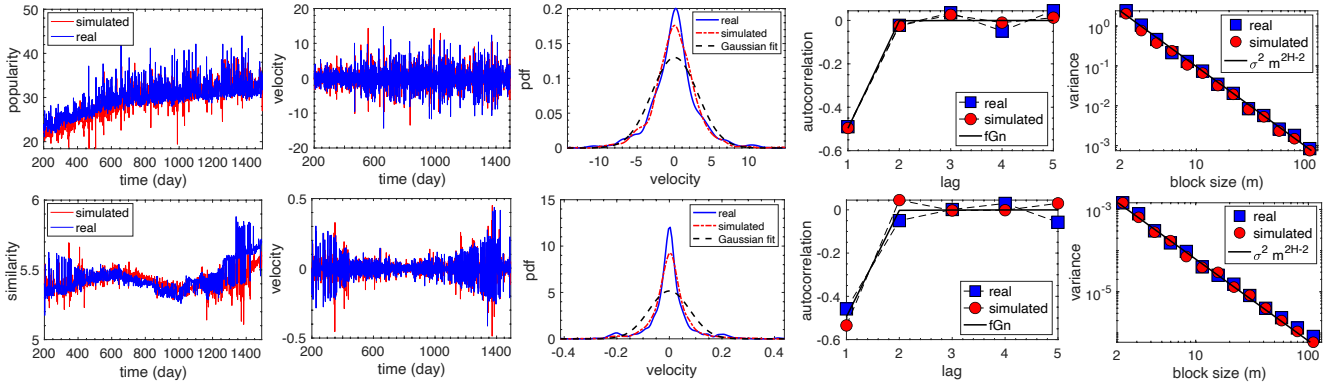 simulated
real
popularity
50
40
30
20
200 400 600 800 1000 1200 1400
time (day)
velocity
20
10
0
-10
-20
200 400 600 800 1000 1200 1400
time (day)
real
simulated
Gaussian fit
pdf
0.2
0.15
0.1
0.05
0
-10 -5 0 5 10
velocity
autocorrelation
0
-0.2
-0.4
-0.6
real
simulated
fGn
1 2 3 4 5
lag
variance
10^0
10^-1
10^-2
10^-3
real
simulated
σ² m^2H-2
2 10 100
block size (m)
simulated
real
similarity
6
5.5
5
200 400 600 800 1000 1200 1400
time (day)
velocity
0.5
0
-0.5
200 400 600 800 1000 1200 1400
time (day)
real
simulated
Gaussian fit
pdf
15
10
5
0
-0.4 -0.2 0 0.2 0.4
velocity
autocorrelation
0
-0.2
-0.4
-0.6
real
simulated
fGn
1 2 3 4 5
lag
variance
10^-3
10^-5
real
simulated
σ² m^2H-2
2 10 100
block size (m)